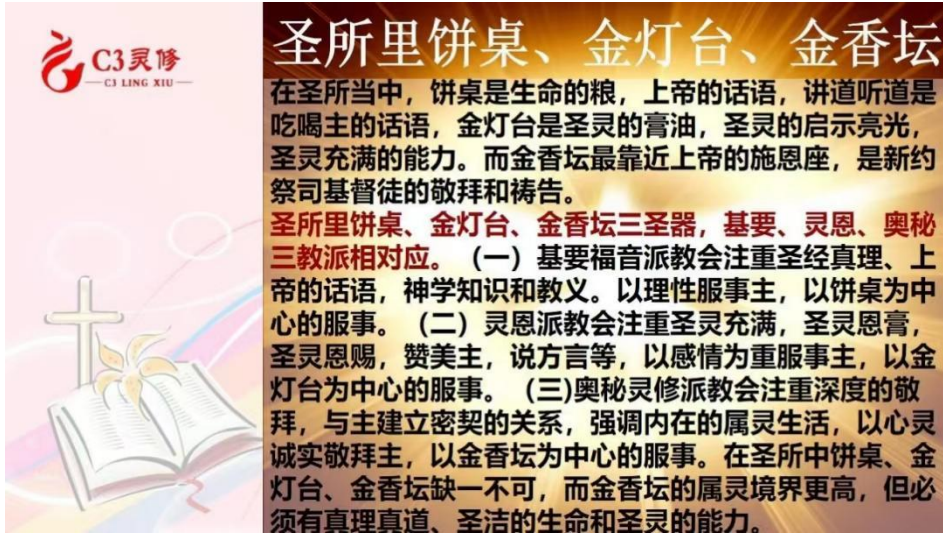 C3灵修
C3 LING XIU
圣所里饼桌、金灯台、金香坛
在圣所当中，饼桌是生命的粮，上帝的话语，讲道听道是
吃喝主的话语，金灯台是圣灵的膏油，圣灵的启示亮光，
圣灵充满的能力。而金香坛最靠近上帝的施恩座，是新约
祭司基督徒的敬拜和祷告。
圣所里饼桌、金灯台、金香坛三圣器，基要、灵恩、奥秘
三教派相对应。（一）基要福音派教会注重圣经真理、上
帝的话语，神学知识和教义。以理性服事主，以饼桌为中
心的服事。（二）灵恩派教会注重圣灵充满，圣灵恩膏，
圣灵恩赐，赞美主，说方言等，以感情为重服事主，以金
灯台为中心的服事。（三)奥秘灵修派教会注重深度的敬
拜，与主建立密契的关系，强调内在的属灵生活，以心灵
诚实敬拜主，以金香坛为中心的服事。在圣所中饼桌、金
灯台、金香坛缺一不可，而金香坛的属灵境界更高，但必
须有真理真道、圣洁的生命和圣灵的能力。